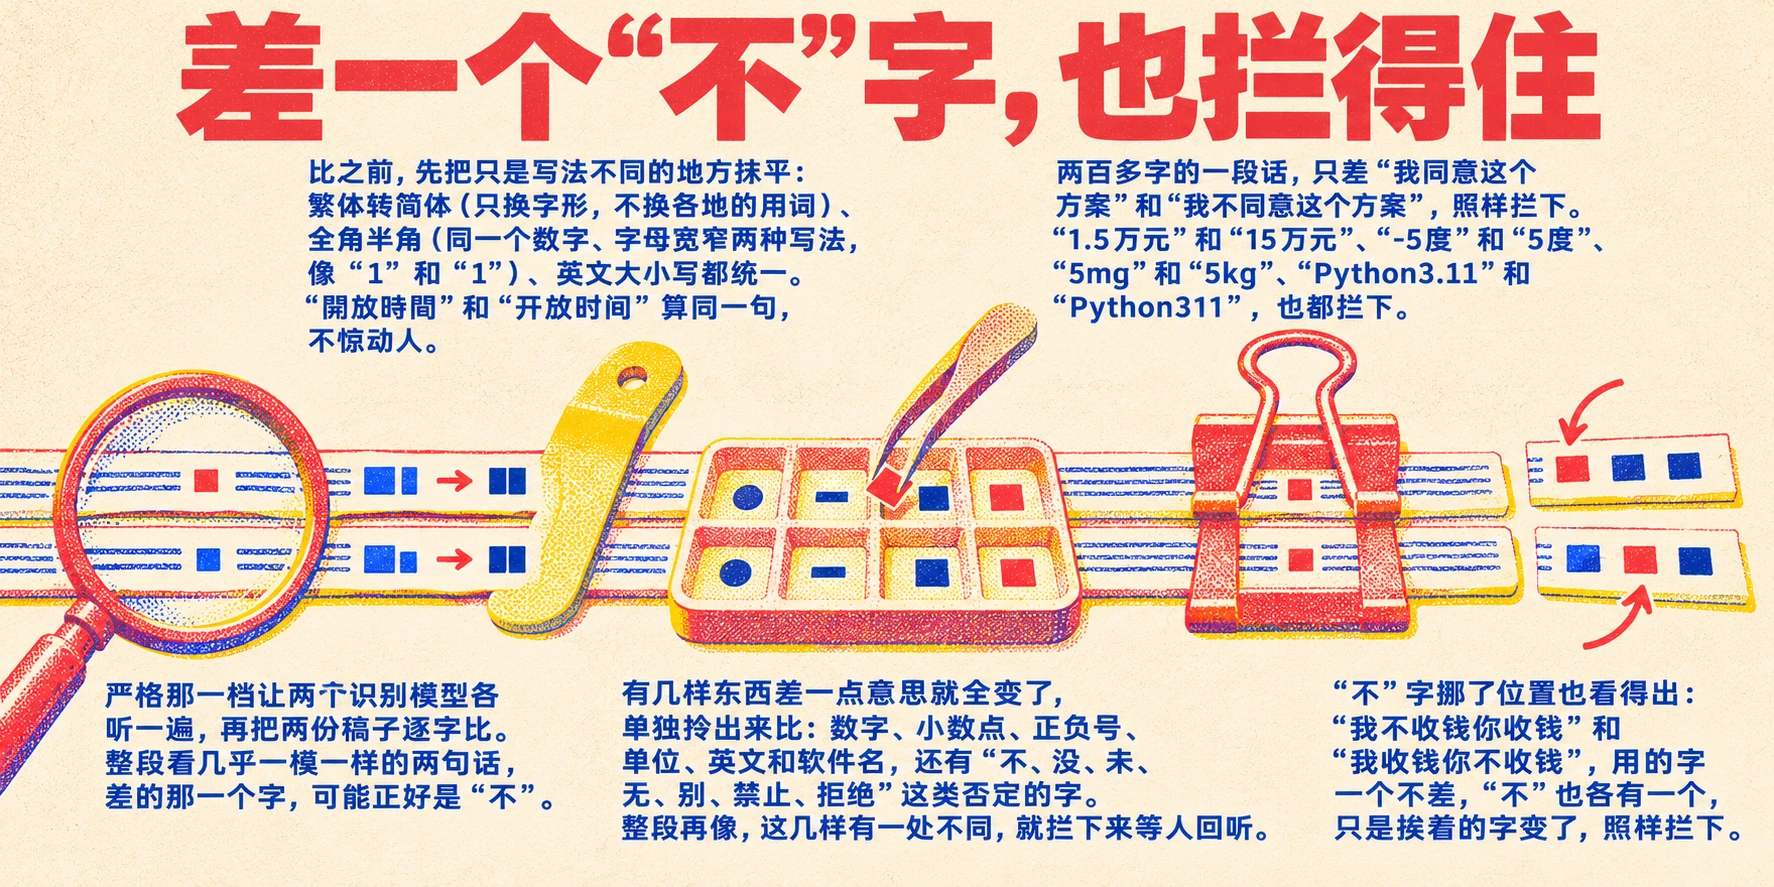 差一个“不”字，也拦得住
比之前，先把只是写法不同的地方抹平：
繁体转简体（只换字形，不换各地的用词）、
全角半角（同一个数字、字母宽窄两种写法，
像“1”和“1”）、英文大小写都统一。
“開放時間”和“开放时间”算同一句，
不惊动人。
两百多字的一段话，只差“我同意这个
方案”和“我不同意这个方案”，照样拦下。
“1.5万元”和“15万元”、“-5度”和“5度”、
“5mg”和“5kg”、“Python3.11”和
“Python311”，也都拦下。
严格那一档让两个识别模型各
听一遍，再把两份稿子逐字比。
整段看几乎一模一样的两句话，
差的那一个字，可能正好是“不”。
有几样东西差一点意思就全变了，
单独拎出来比：数字、小数点、正负号、
单位、英文和软件名，还有“不、没、未、
无、别、禁止、拒绝”这类否定的字。
整段再像，这几样有一处不同，就拦下来等人回听。
“不”字挪了位置也看得出：
“我不收钱你收钱”和
“我收钱你不收钱”，用的字
一个不差，“不”也各有一个，
只是挨着的字变了，照样拦下。